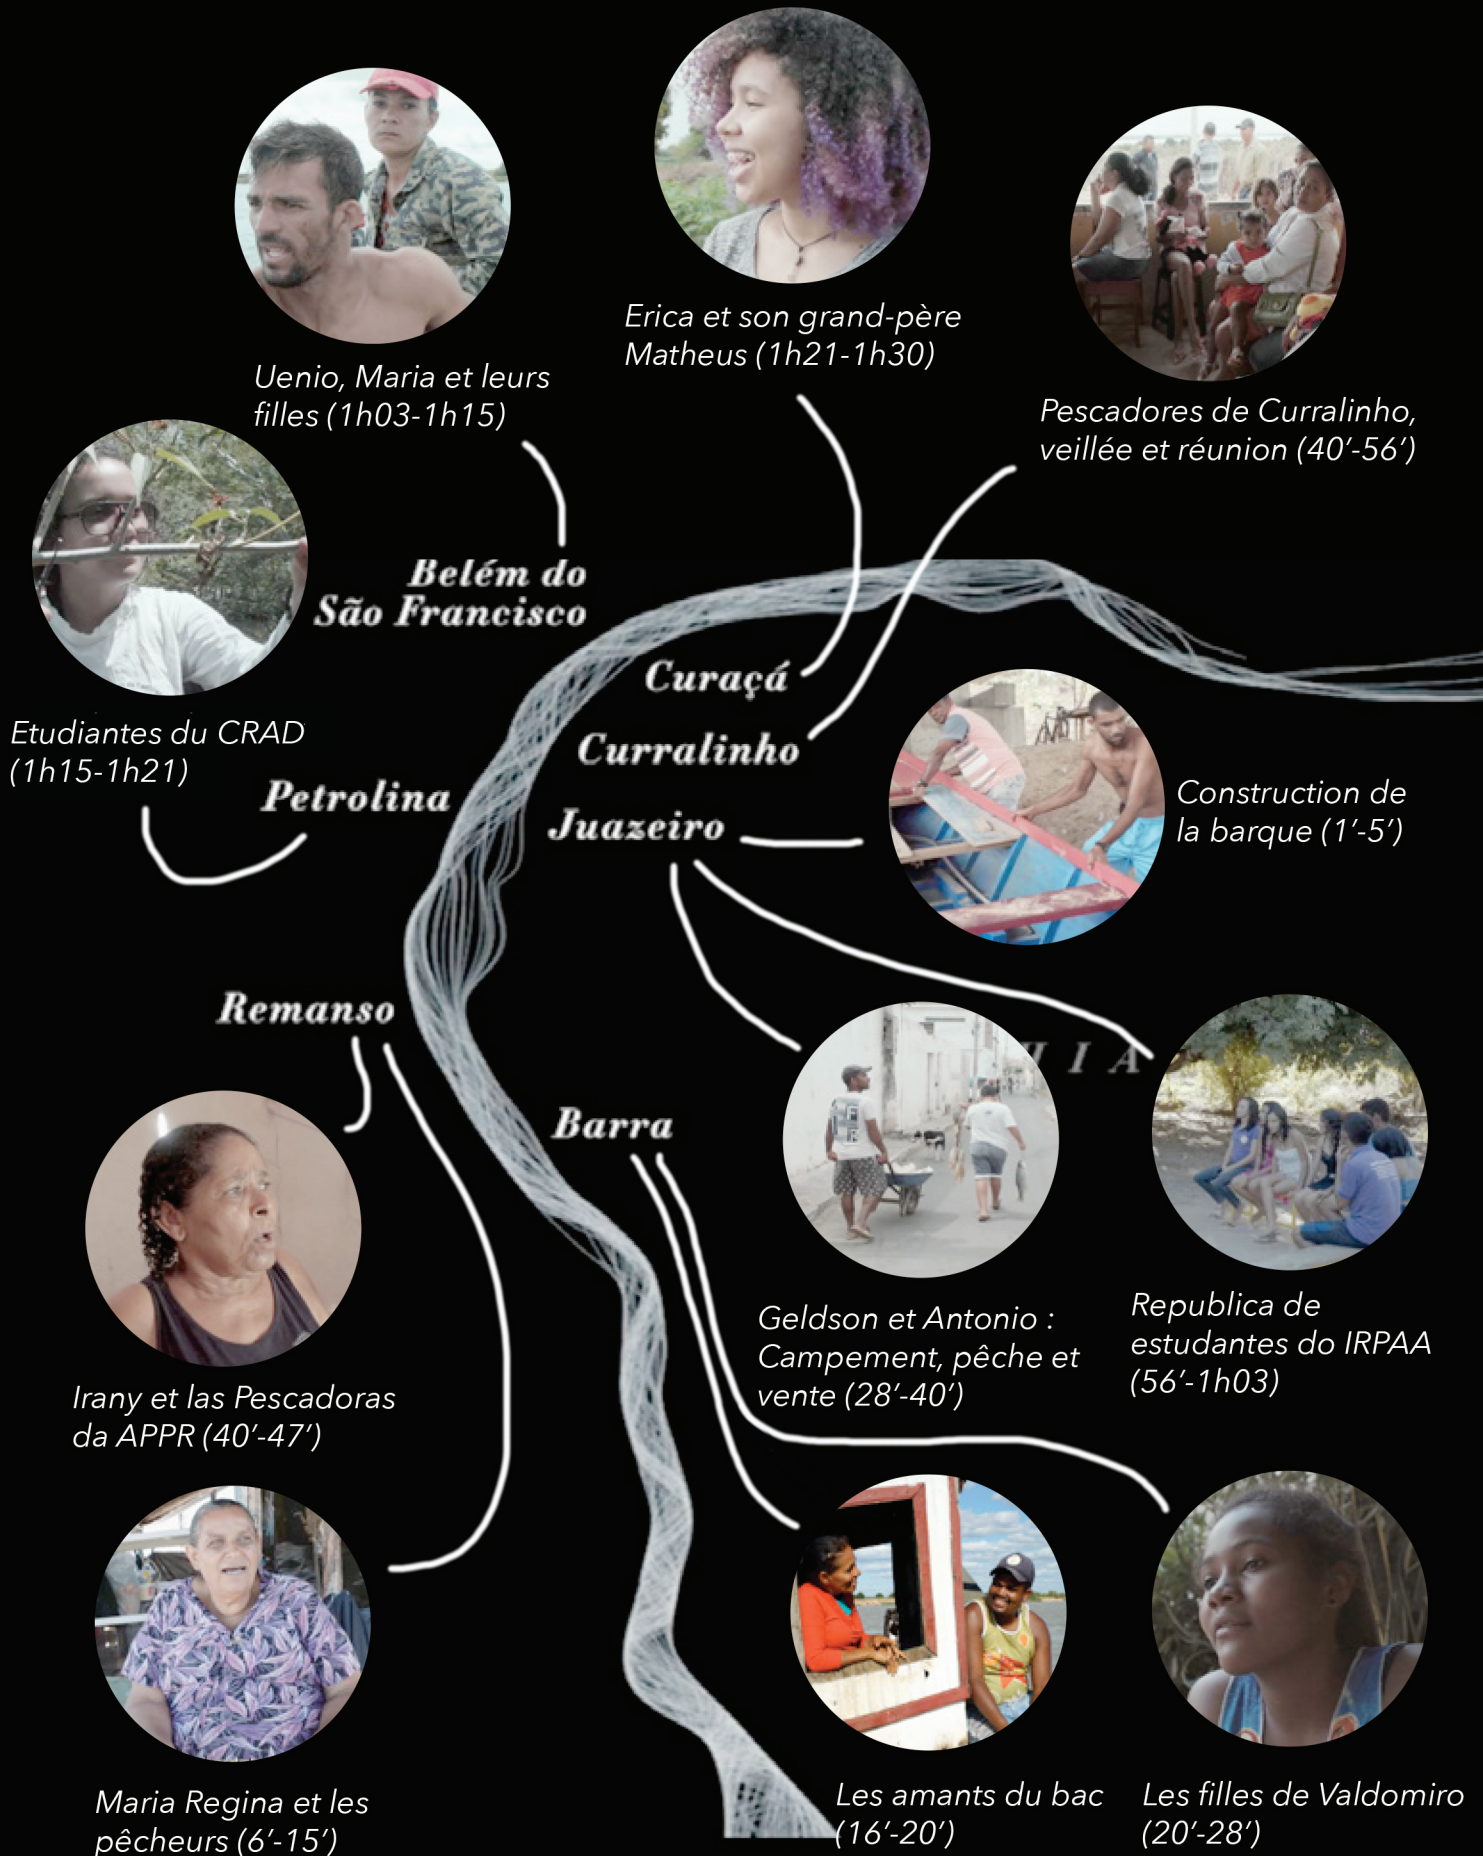 Erica et son grand-père
Matheus (1h21-1h30)
Uenio, Maria et leurs
filles (1h03-1h15)
Pescadores de Curralinho,
veillée et réunion (40'-56')
Belém do
São Francisco
Curaçá
Etudiantes du CRAD
(1h15-1h21)
Curralinho
Petrolina
Juazeiro
Construction de
la barque (1'-5')
Remanso
H I A
Barra
Geldson et Antonio :
Campement, pêche et
vente (28'-40')
Republica de
estudantes do IRPAA
(56'-1h03)
Irany et las Pescadoras
da APPR (40'-47')
Maria Regina et les
pêcheurs (6'-15')
Les amants du bac
(16'-20')
Les filles de Valdomiro
(20'-28')